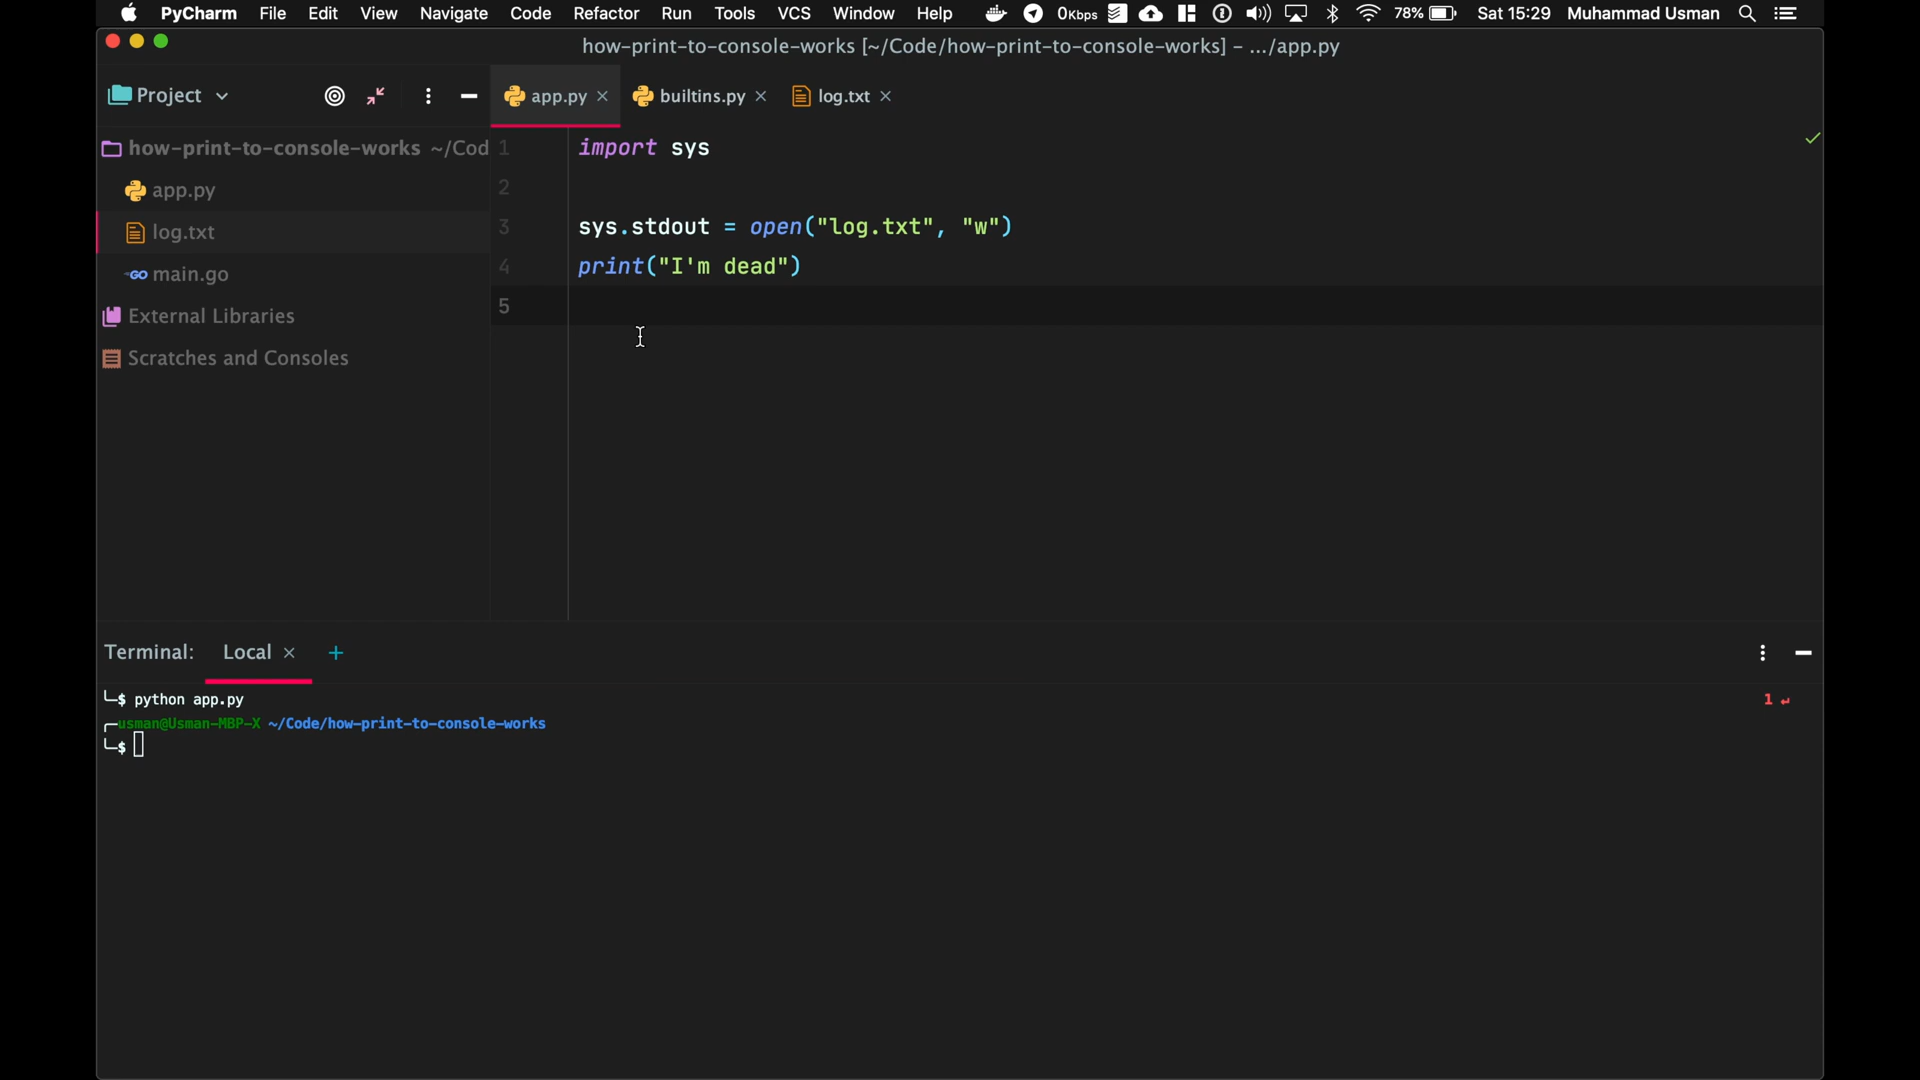 PyCharm File Edit View Navigate Code Refactor Run Tools VCS Window Help 0Kbps 78% Sat 15:29 Muhammad Usman
how-print-to-console-works [~/Code/how-print-to-console-works] – .../app.py
Project
app.py × builtins.py × log.txt ×
how-print-to-console-works ~/Cod
app.py
log.txt
GO main.go
External Libraries
Scratches and Consoles
1 import sys
2
3 sys.stdout = open("log.txt", "w")
4 print("I'm dead")
5
Terminal: Local × +
$ python app.py 1 ↵
usman@Usman-MBP-X ~/Code/how-print-to-console-works
$